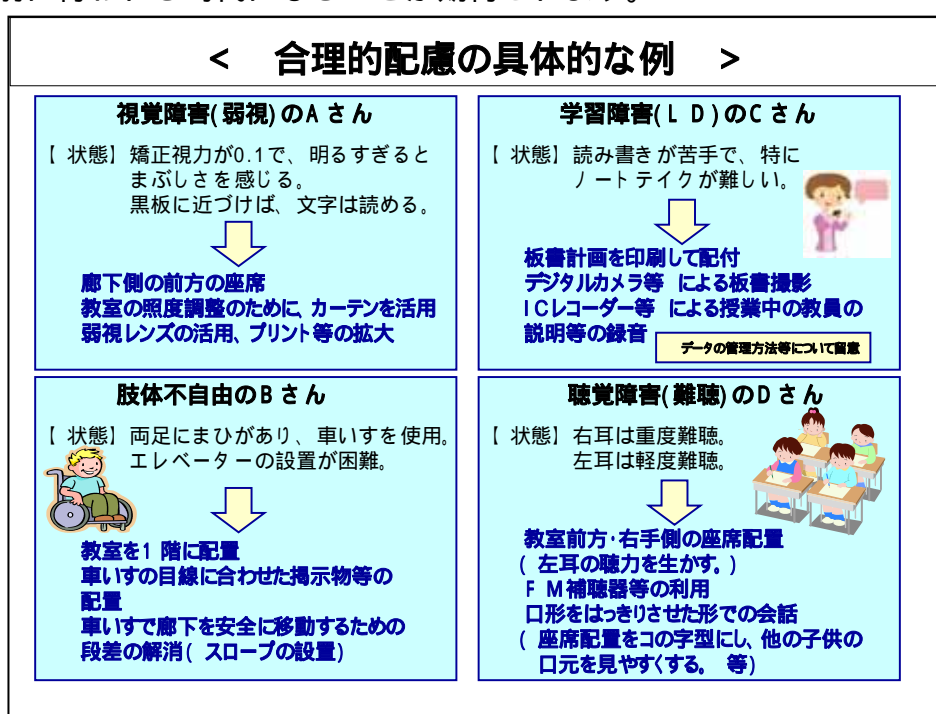 < 合理的配慮の具体的な例 >
視覚障害(弱視)のAさん
【状態】矯正視力が0.1で、明るすぎると
まぶしさを感じる。
黒板に近づけば、文字は読める。
廊下側の前方の座席
教室の照度調整のために、カーテンを活用
弱視レンズの活用、プリント等の拡大
学習障害(LD)のCさん
【状態】読み書きが苦手で、特に
ノートテイクが難しい。
板書計画を印刷して配付
デジタルカメラ等 による板書撮影
ICレコーダー等 による授業中の教員の
説明等の録音
データの管理方法等について留意
肢体不自由のBさん
【状態】両足にまひがあり、車いすを使用。
エレベーターの設置が困難。
教室を1階に配置
車いすの目線に合わせた掲示物等の
配置
車いすで廊下を安全に移動するための
段差の解消(スロープの設置)
聴覚障害(難聴)のDさん
【状態】右耳は重度難聴。
左耳は軽度難聴。
教室前方・右手側の座席配置
(左耳の聴力を生かす。)
FM補聴器等の利用
口形をはっきりさせた形での会話
(座席配置をコの字型にし、他の子供の
口元を見やすくする。 等)